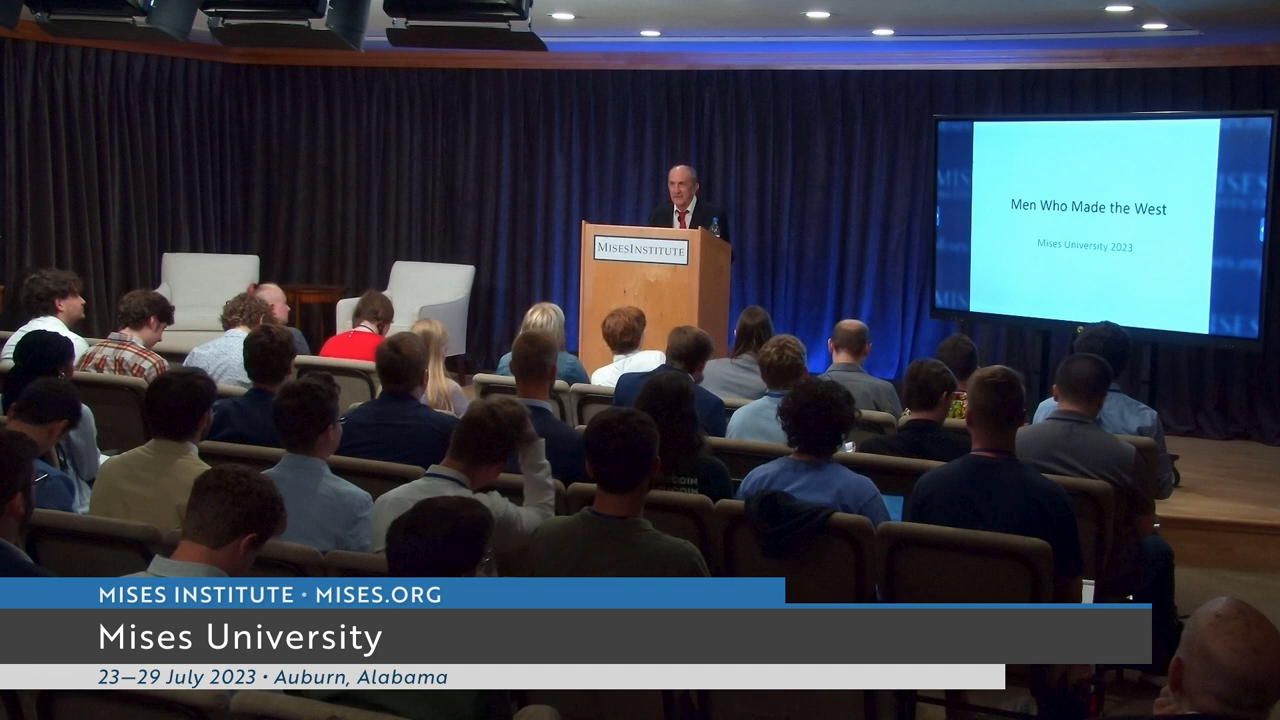 Men Who Made the West
Mises University 2023
MISESINSTITUTE
COIN
MISES INSTITUTE • MISES.ORG
Mises University
23—29 July 2023 • Auburn, Alabama